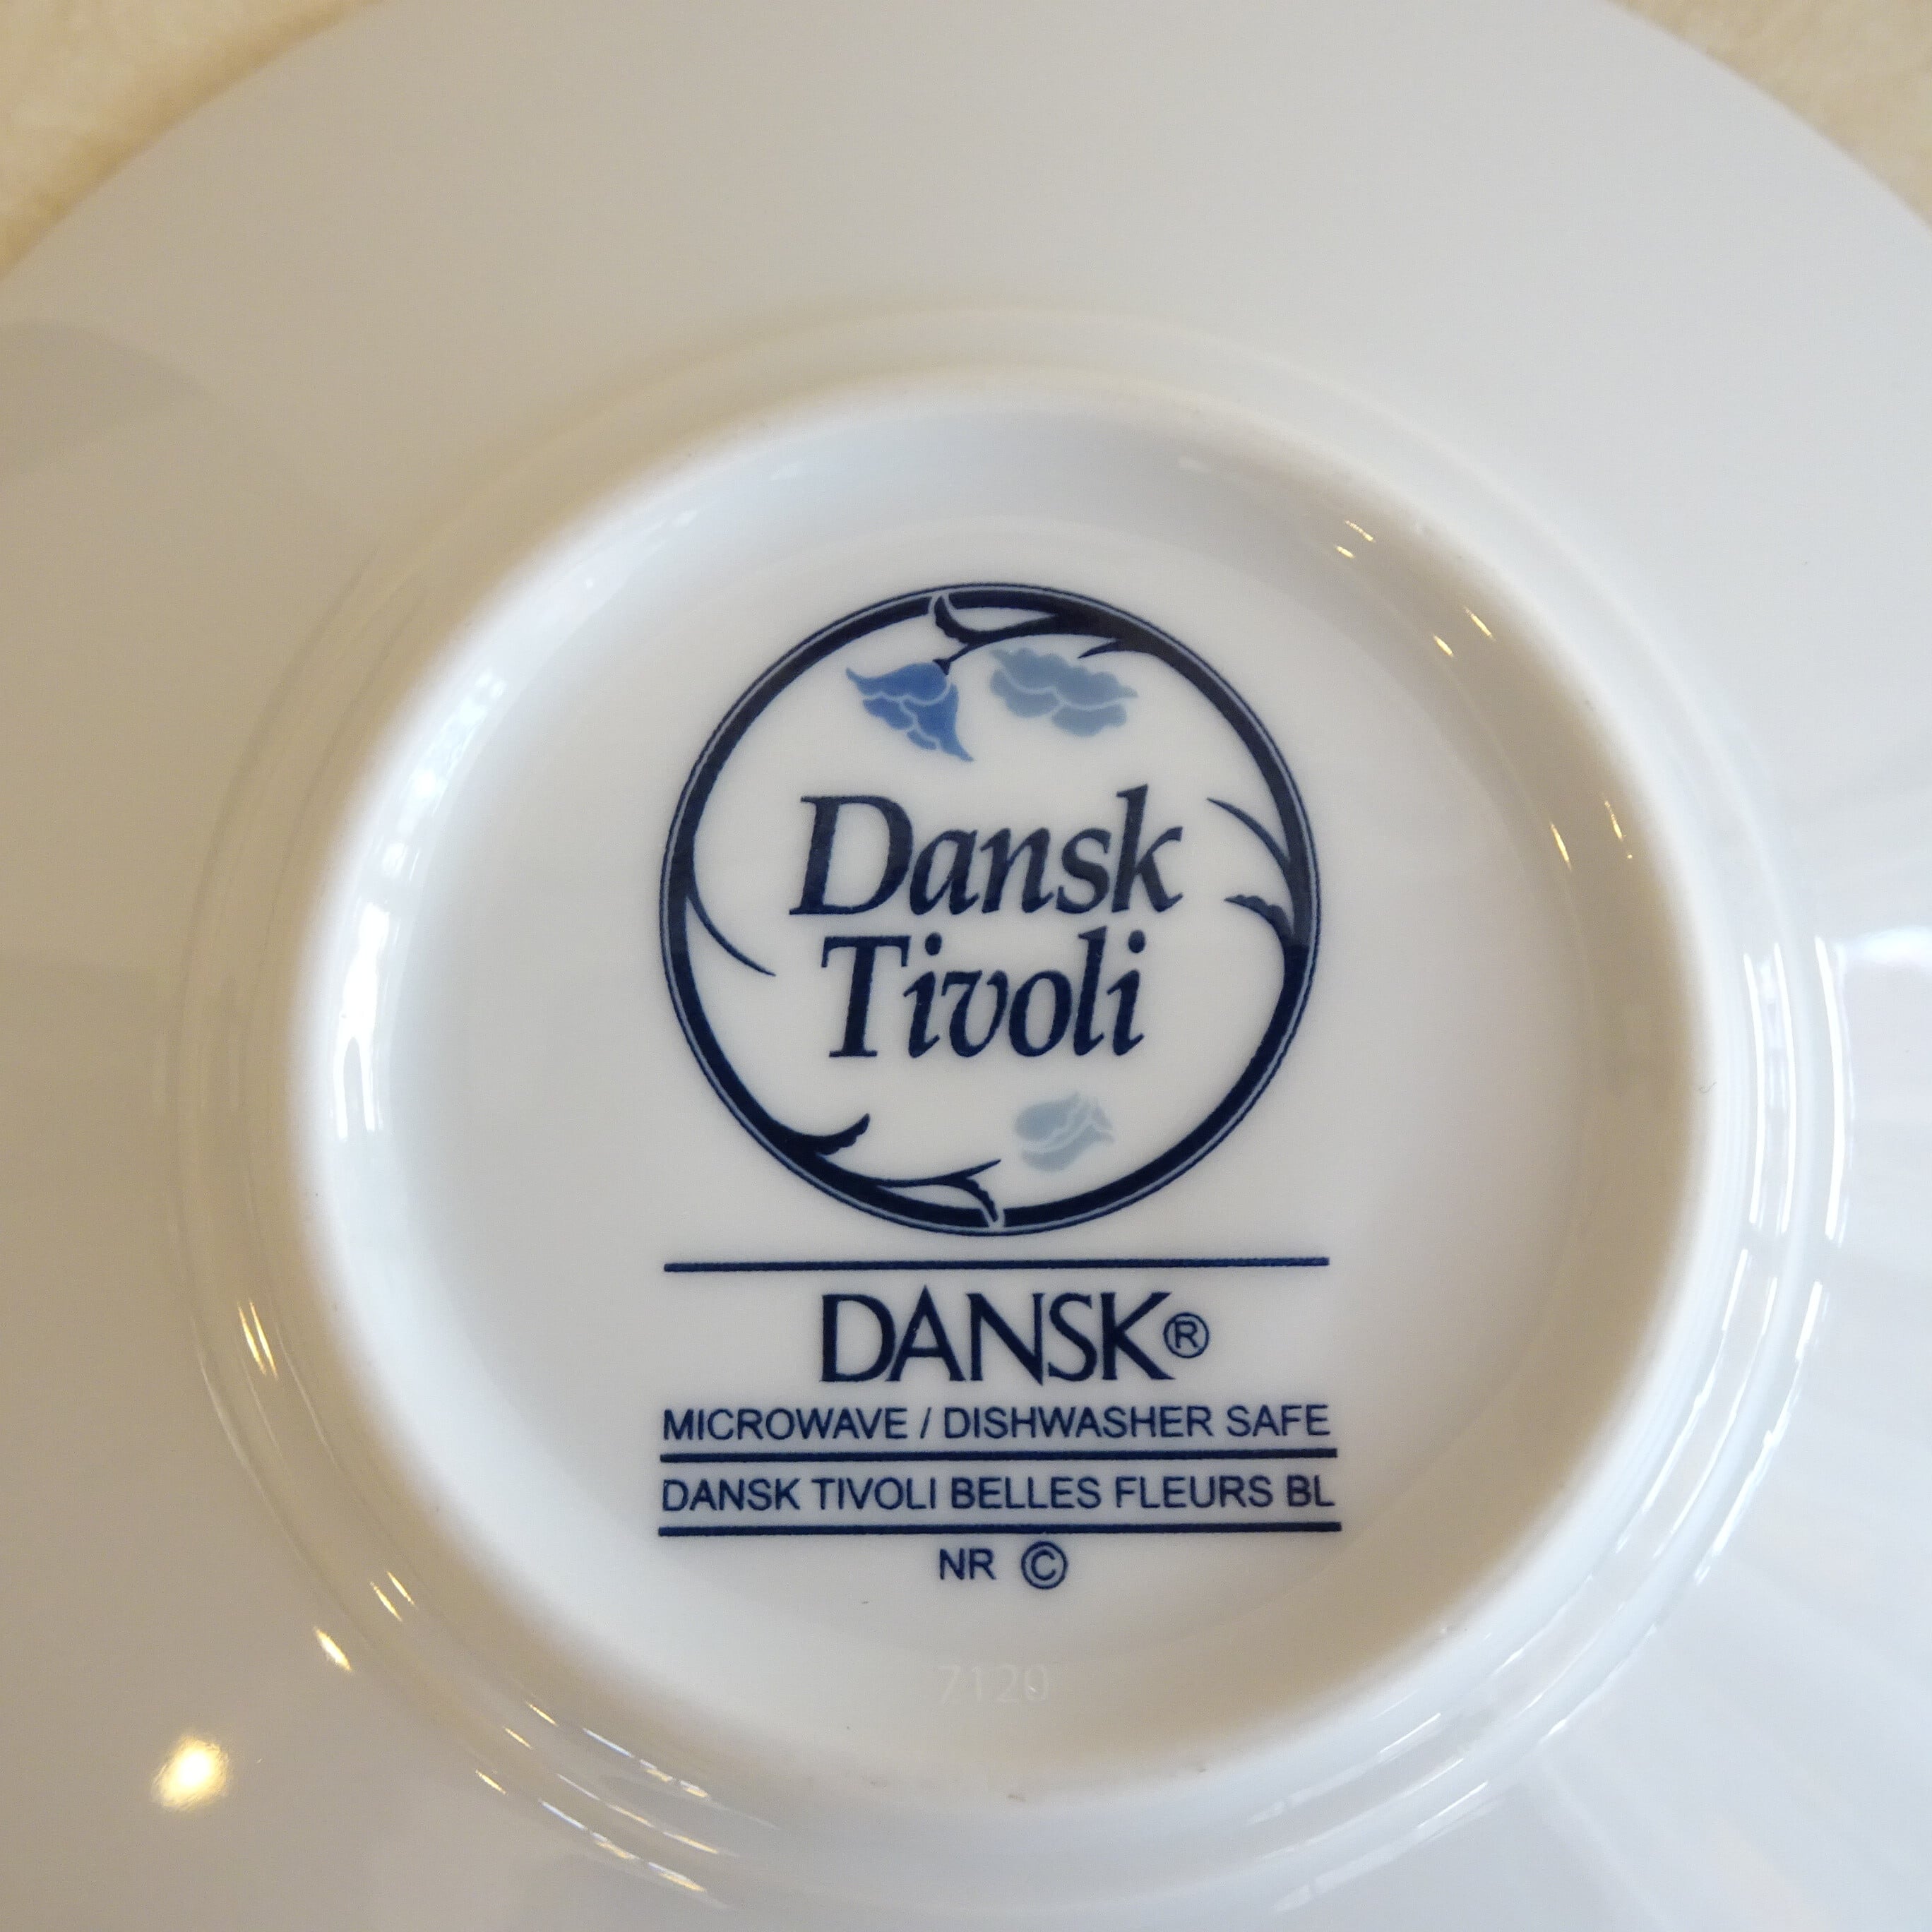 Dansk
Tivoli
DANSK®
MICROWAVE / DISHWASHER SAFE
DANSK TIVOLI BELLES FLEURS BL
NR ©
7120